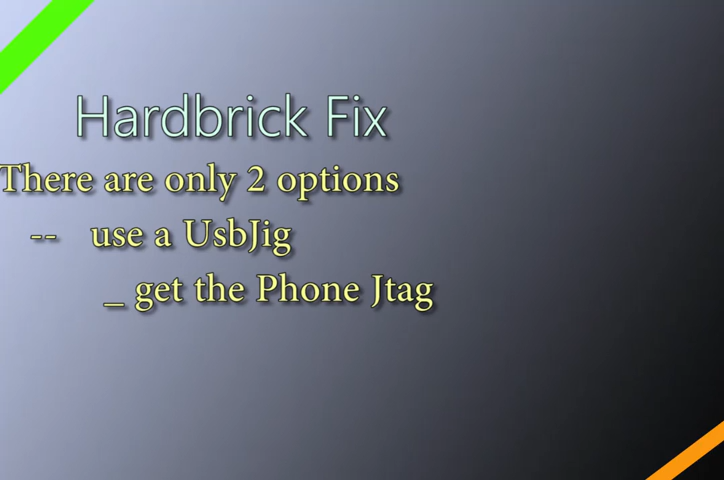 Hardbrick Fix
There are only 2 options
-- use a UsbJig
_ get the Phone Jtag